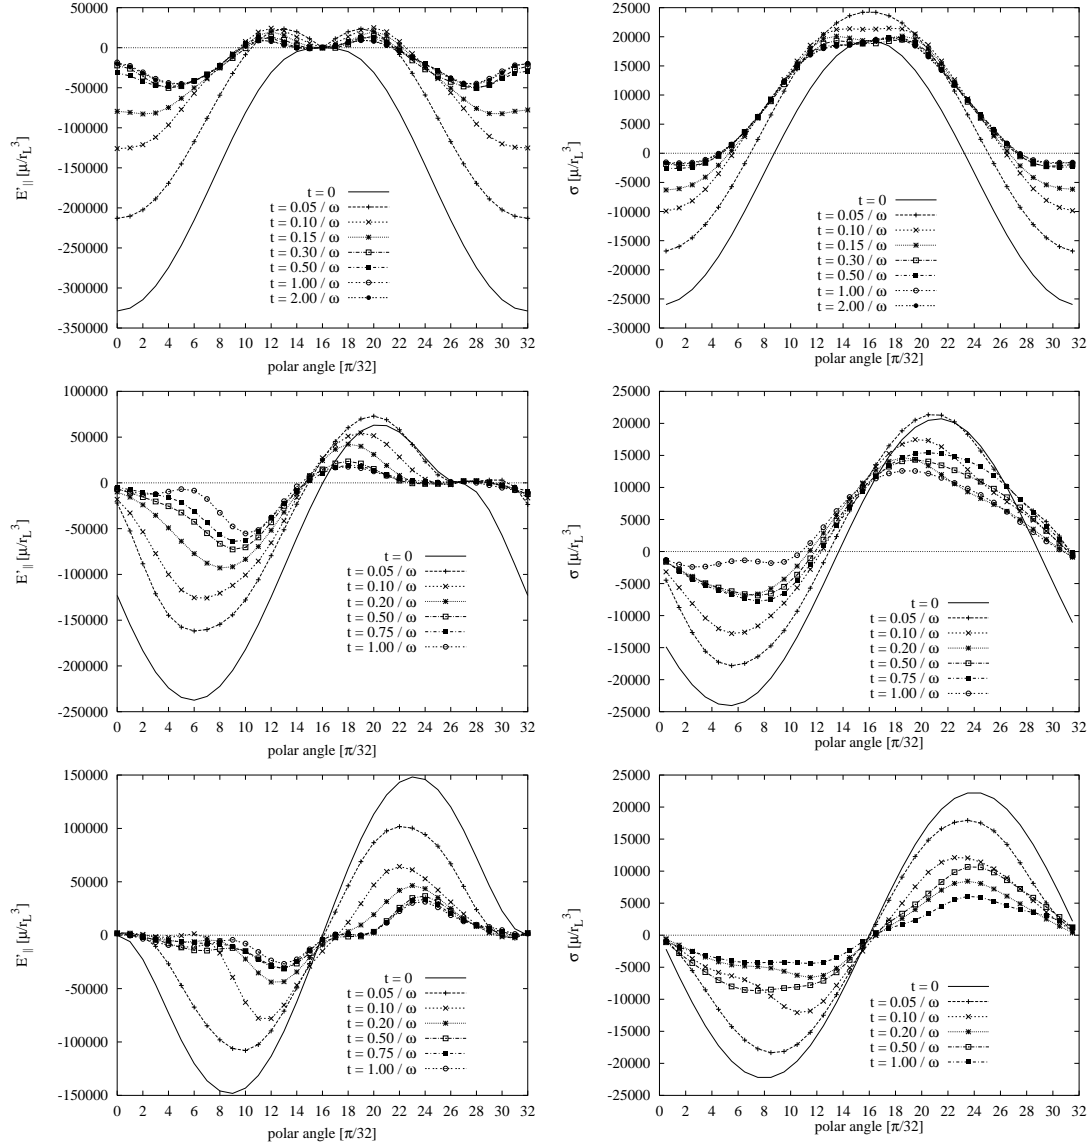 50000
0
-50000
-100000
-150000
-200000
-250000
-300000
-350000
E'|| [μ/r_L^3]
t = 0
t = 0.05 / ω
t = 0.10 / ω
t = 0.15 / ω
t = 0.30 / ω
t = 0.50 / ω
t = 1.00 / ω
t = 2.00 / ω
0 2 4 6 8 10 12 14 16 18 20 22 24 26 28 30 32
polar angle [π/32]
25000
20000
15000
10000
5000
0
-5000
-10000
-15000
-20000
-25000
-30000
σ [μ/r_L^3]
t = 0
t = 0.05 / ω
t = 0.10 / ω
t = 0.15 / ω
t = 0.30 / ω
t = 0.50 / ω
t = 1.00 / ω
t = 2.00 / ω
0 2 4 6 8 10 12 14 16 18 20 22 24 26 28 30 32
polar angle [π/32]
100000
50000
0
-50000
-100000
-150000
-200000
-250000
E'|| [μ/r_L^3]
t = 0
t = 0.05 / ω
t = 0.10 / ω
t = 0.20 / ω
t = 0.50 / ω
t = 0.75 / ω
t = 1.00 / ω
0 2 4 6 8 10 12 14 16 18 20 22 24 26 28 30 32
polar angle [π/32]
25000
20000
15000
10000
5000
0
-5000
-10000
-15000
-20000
-25000
σ [μ/r_L^3]
t = 0
t = 0.05 / ω
t = 0.10 / ω
t = 0.20 / ω
t = 0.50 / ω
t = 0.75 / ω
t = 1.00 / ω
0 2 4 6 8 10 12 14 16 18 20 22 24 26 28 30 32
polar angle [π/32]
150000
100000
50000
0
-50000
-100000
-150000
E'|| [μ/r_L^3]
t = 0
t = 0.05 / ω
t = 0.10 / ω
t = 0.20 / ω
t = 0.50 / ω
t = 0.75 / ω
t = 1.00 / ω
0 2 4 6 8 10 12 14 16 18 20 22 24 26 28 30 32
polar angle [π/32]
25000
20000
15000
10000
5000
0
-5000
-10000
-15000
-20000
-25000
σ [μ/r_L^3]
t = 0
t = 0.05 / ω
t = 0.10 / ω
t = 0.20 / ω
t = 0.50 / ω
t = 1.00 / ω
0 2 4 6 8 10 12 14 16 18 20 22 24 26 28 30 32
polar angle [π/32]